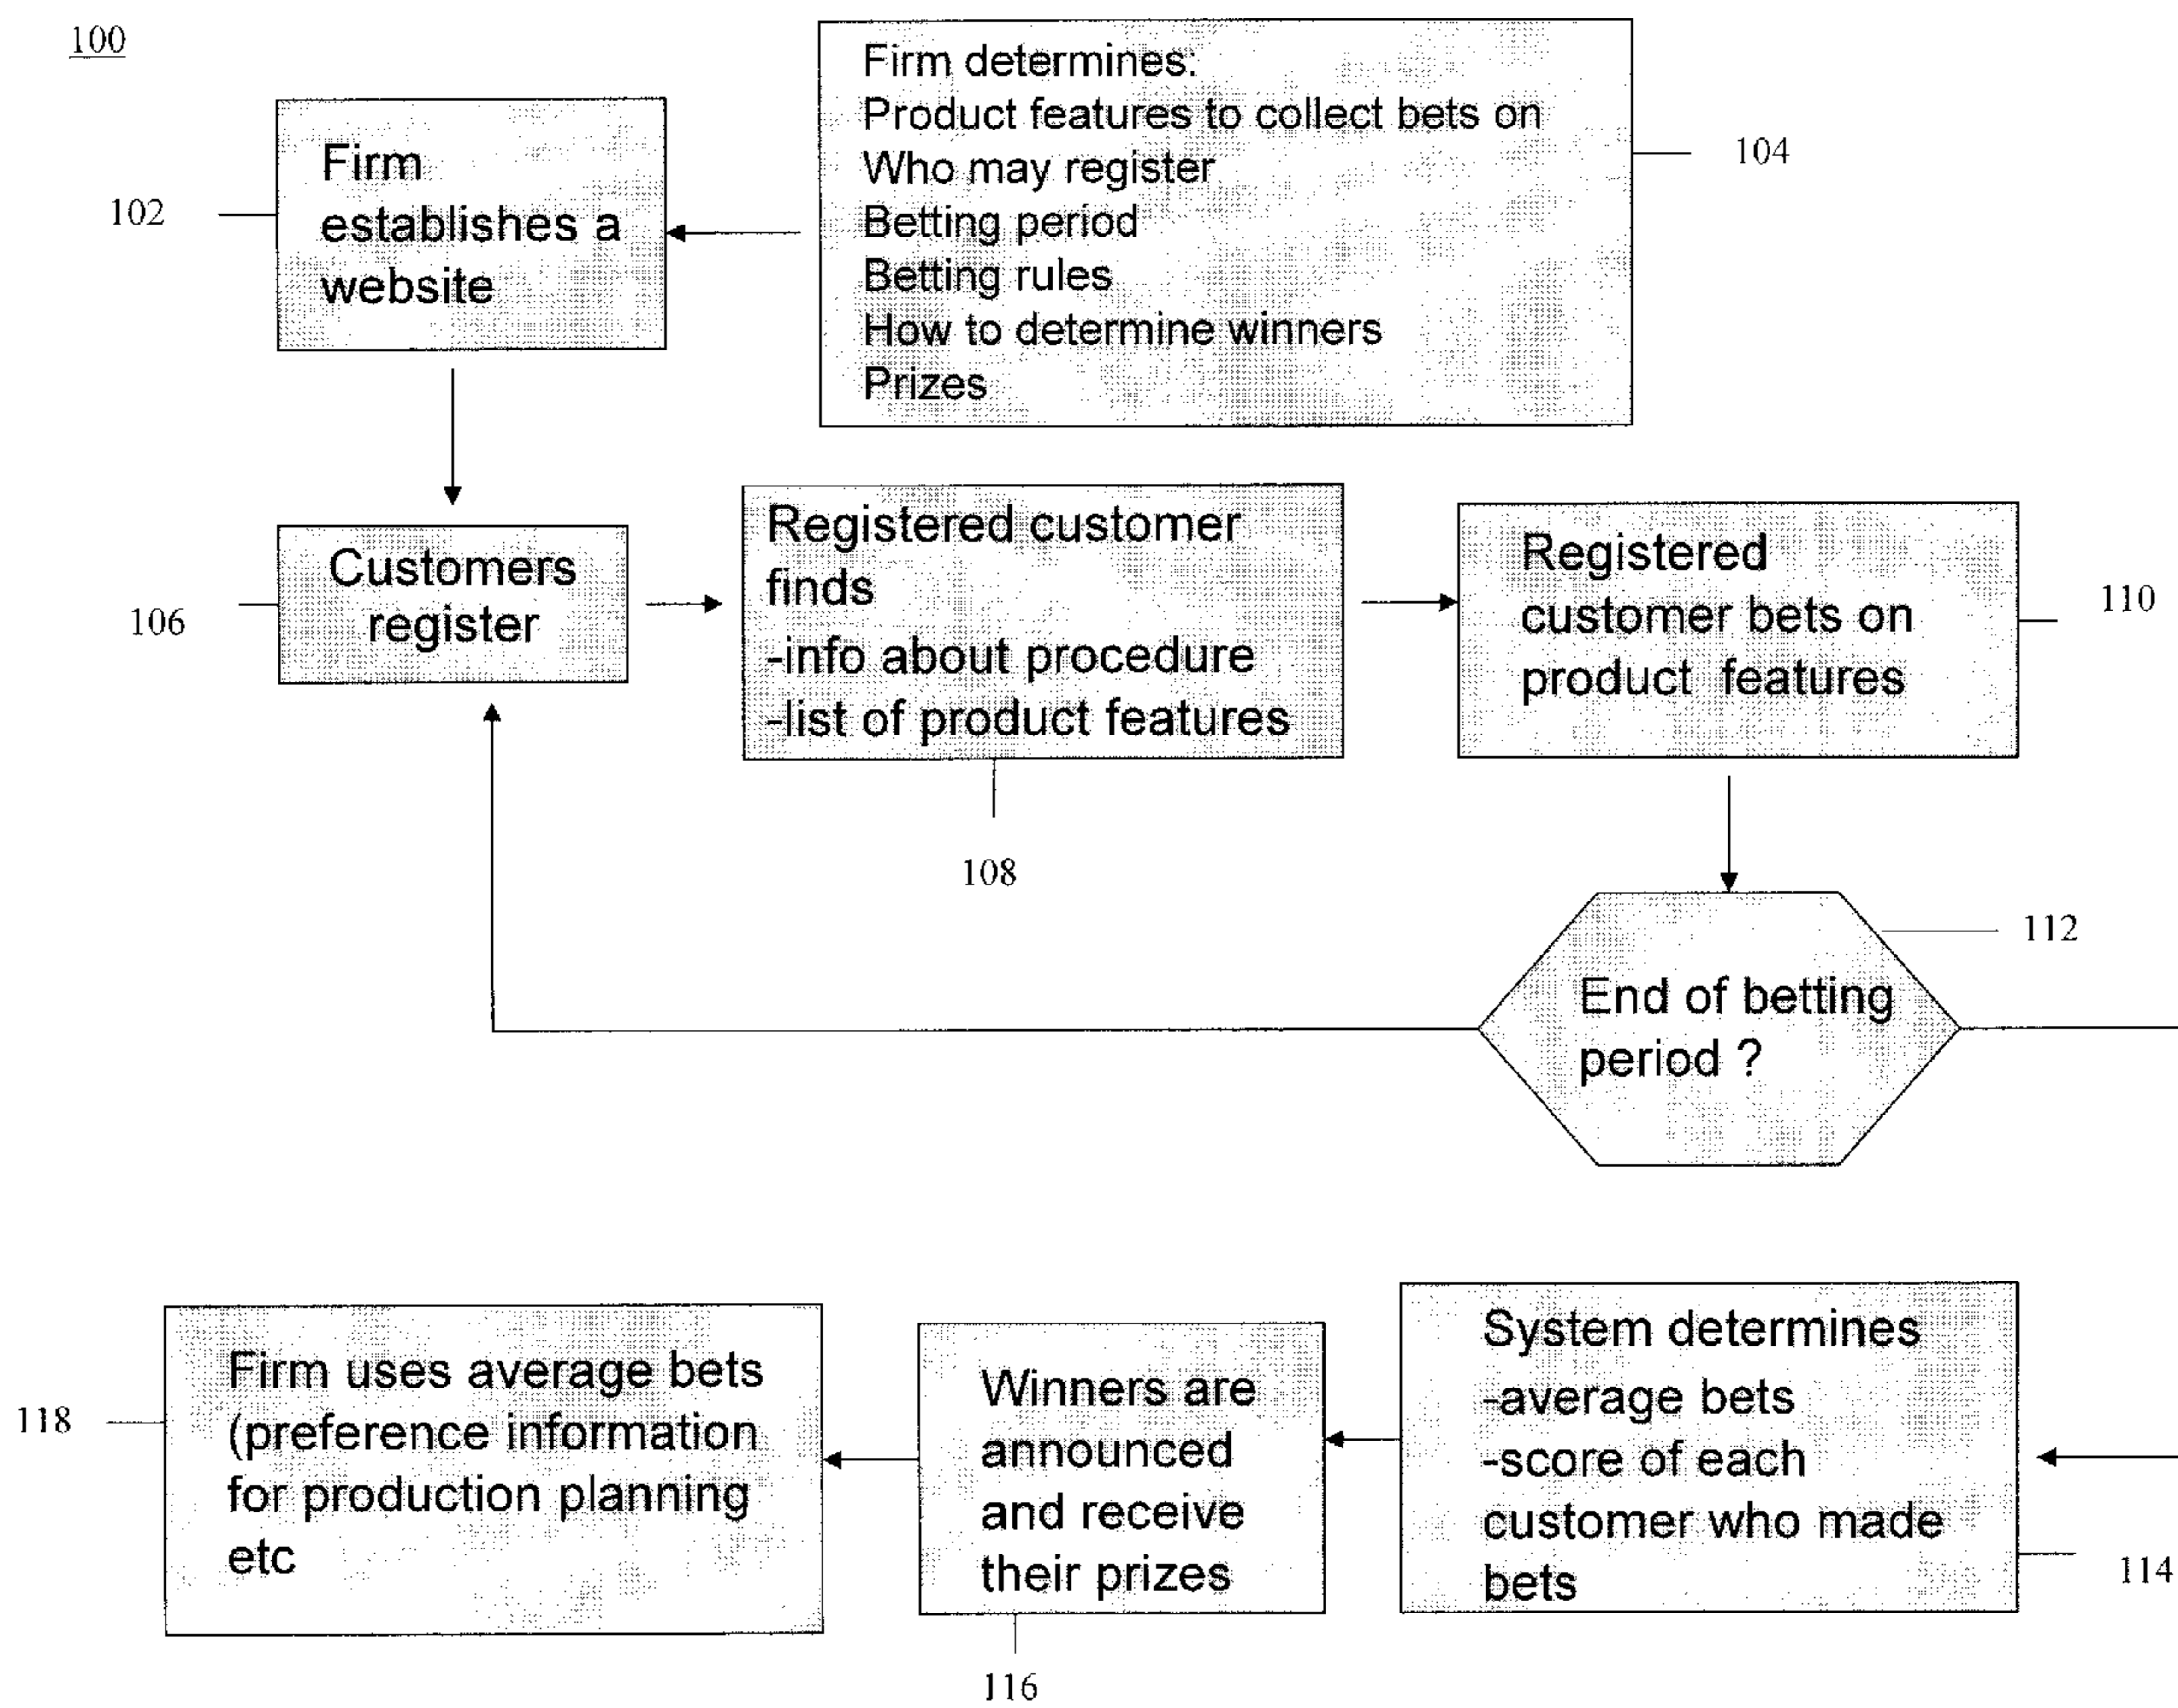 100
Firm determines:
Product features to collect bets on
Who may register
Betting period
Betting rules
How to determine winners
Prizes
104
Firm
establishes a
website
102
Customers
register
106
Registered customer
finds
-info about procedure
-list of product features
108
Registered
customer bets on
product features
110
End of betting
period ?
112
System determines
-average bets
-score of each
customer who made
bets
114
Winners are
announced
and receive
their prizes
116
Firm uses average bets
(preference information
for production planning
etc
118